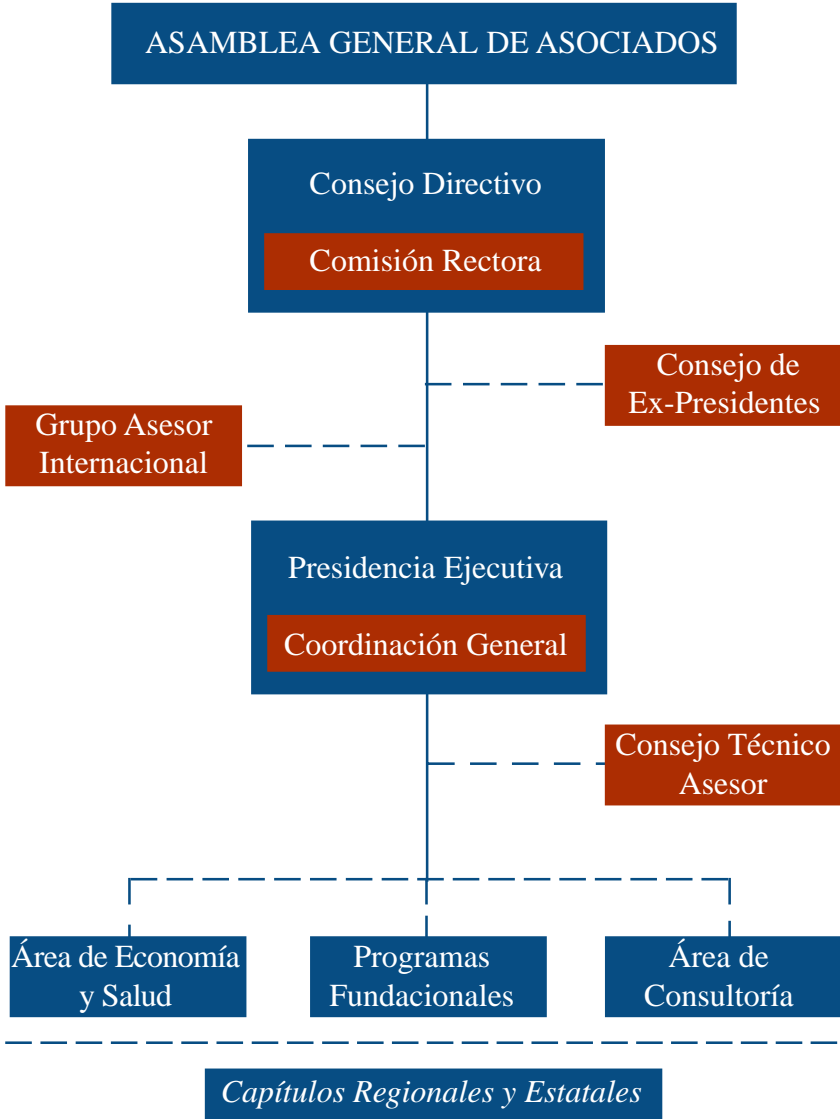 ASAMBLEA GENERAL DE ASOCIADOS
Consejo Directivo
Comisión Rectora
Consejo de
Ex-Presidentes
Grupo Asesor
Internacional
Presidencia Ejecutiva
Coordinación General
Consejo Técnico
Asesor
Área de Economía
y Salud
Programas
Fundacionales
Área de
Consultoría
Capítulos Regionales y Estatales